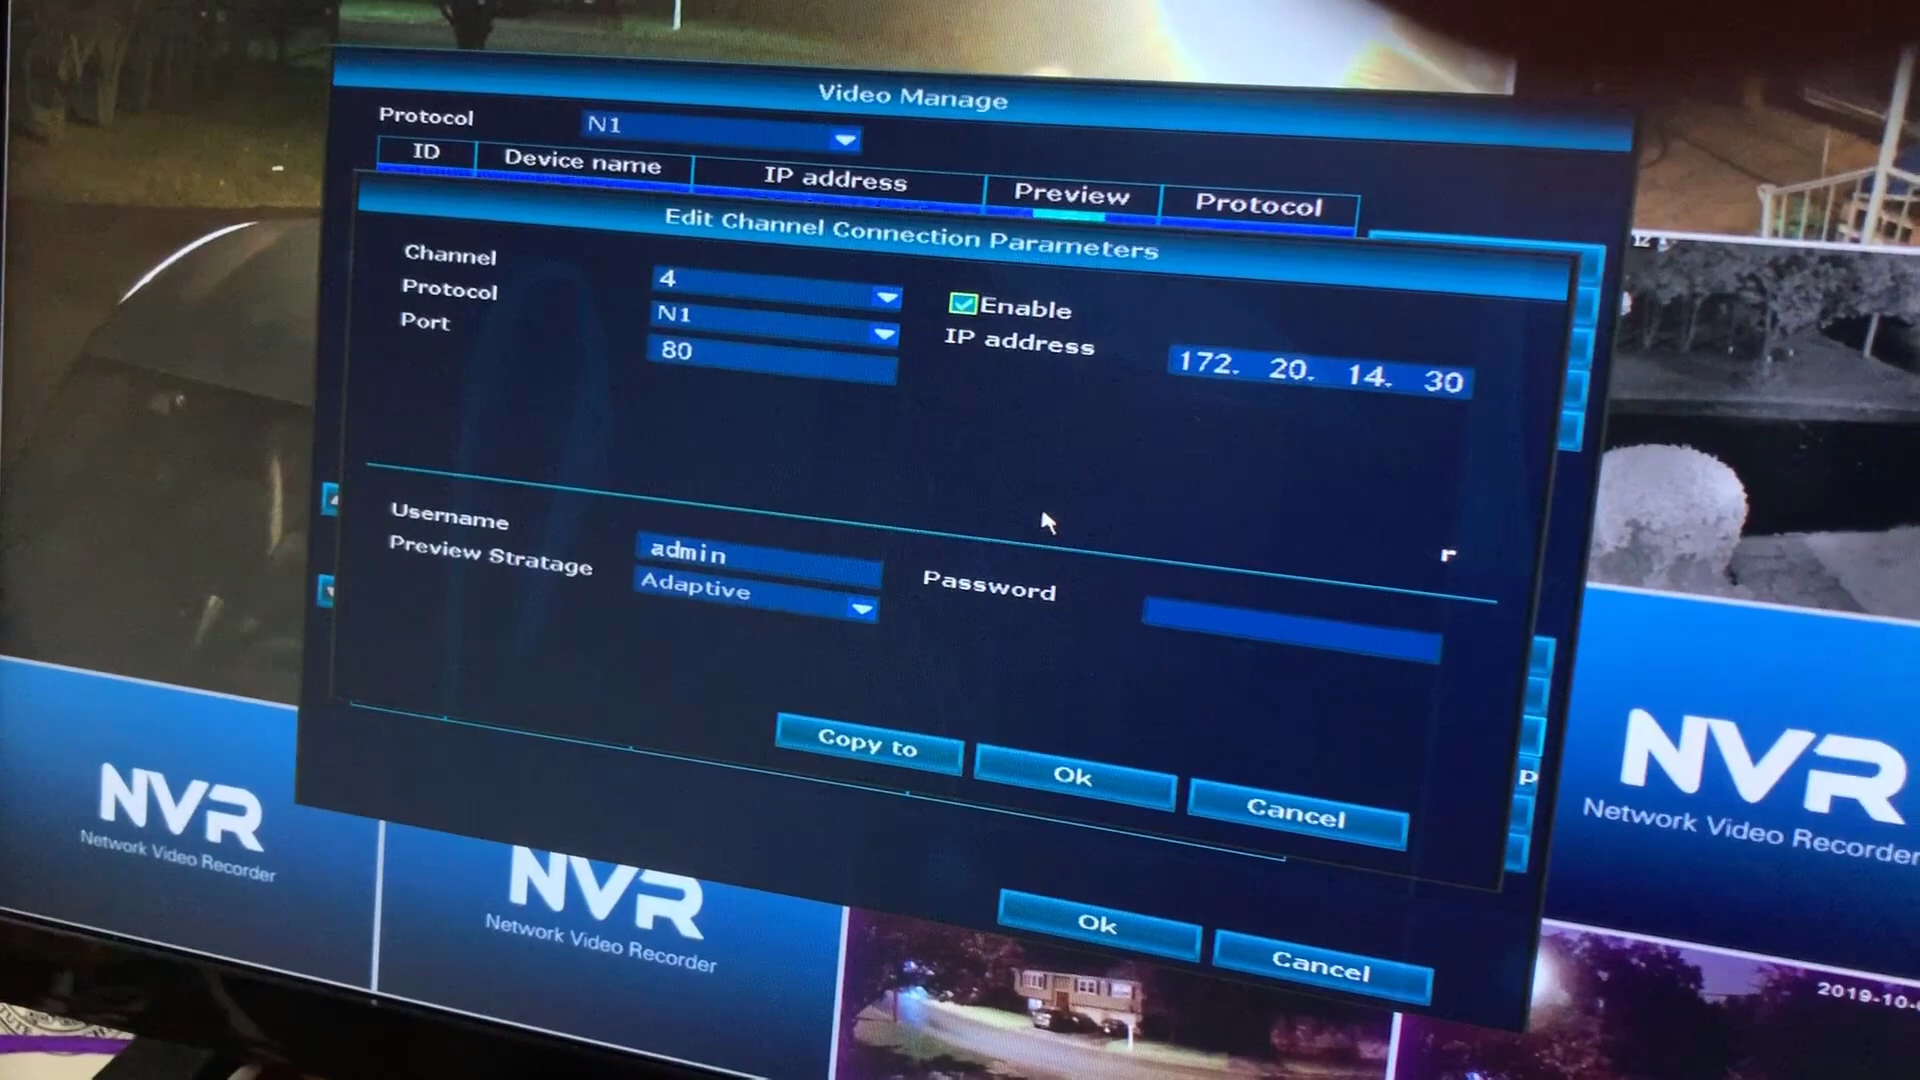 Video Manage
Protocol N1
ID Device name IP address Preview Protocol
Edit Channel Connection Parameters
Channel 4 Enable
Protocol N1 IP address 172. 20. 14. 30
Port 80
r
Username admin Password
Preview Stratage Adaptive
Copy to Ok Cancel
P
Ok Cancel
NVR
Network Video Recorder
NVR
Network Video Recorder
NVR
Network Video Recorder
12
2019-10-